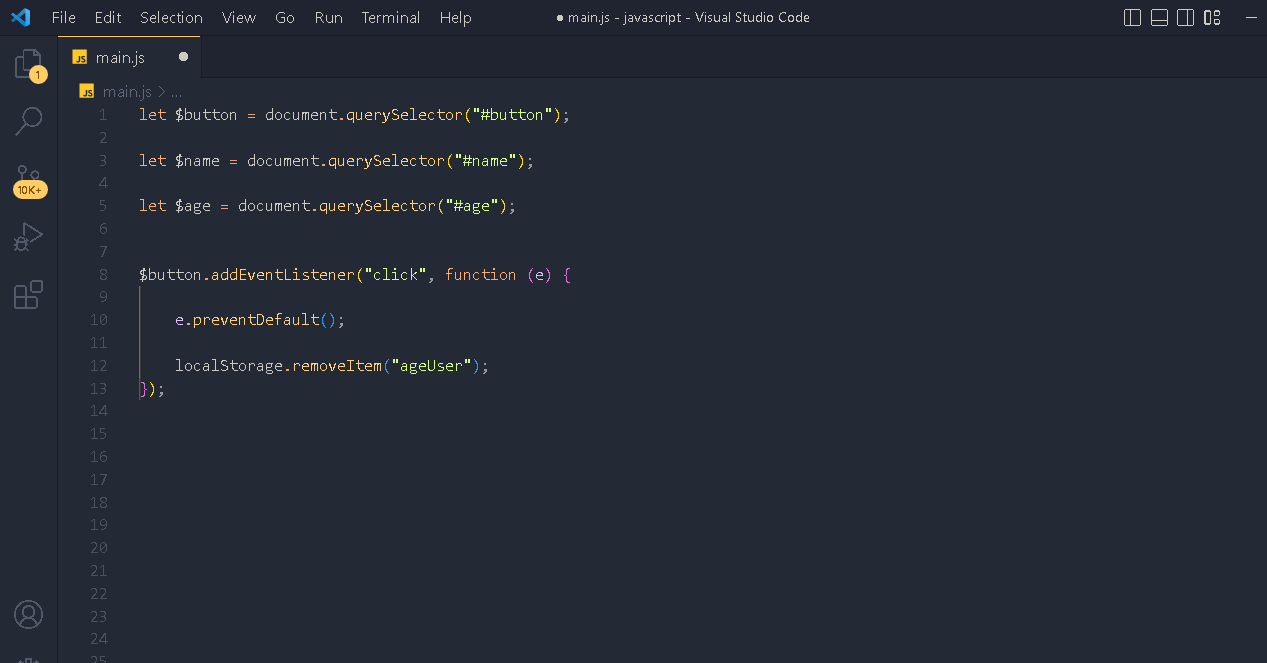 File Edit Selection View Go Run Terminal Help ● main.js - javascript - Visual Studio Code
JS main.js ●
1
JS main.js > ...
1 let $button = document.querySelector("#button");
2
3 let $name = document.querySelector("#name");
4
10K+
5 let $age = document.querySelector("#age");
6
7
8 $button.addEventListener("click", function (e) {
9
10 e.preventDefault();
11
12 localStorage.removeItem("ageUser");
13 });
14
15
16
17
18
19
20
21
22
23
24
25